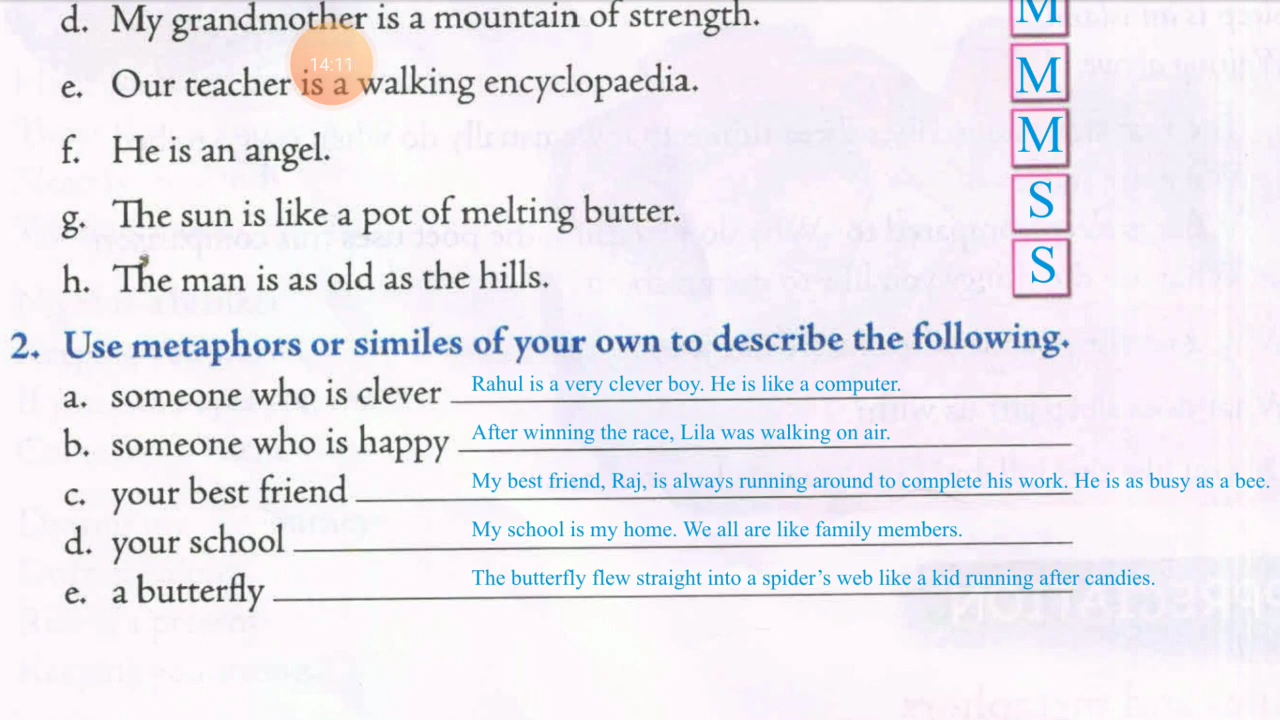 d. My grandmother is a mountain of strength. M
14:11
e. Our teacher is a walking encyclopaedia. M
f. He is an angel. M
g. The sun is like a pot of melting butter. S
h. The man is as old as the hills. S
2. Use metaphors or similes of your own to describe the following.
a. someone who is clever Rahul is a very clever boy. He is like a computer.
b. someone who is happy After winning the race, Lila was walking on air.
c. your best friend My best friend, Raj, is always running around to complete his work. He is as busy as a bee.
d. your school My school is my home. We all are like family members.
e. a butterfly The butterfly flew straight into a spider's web like a kid running after candies.